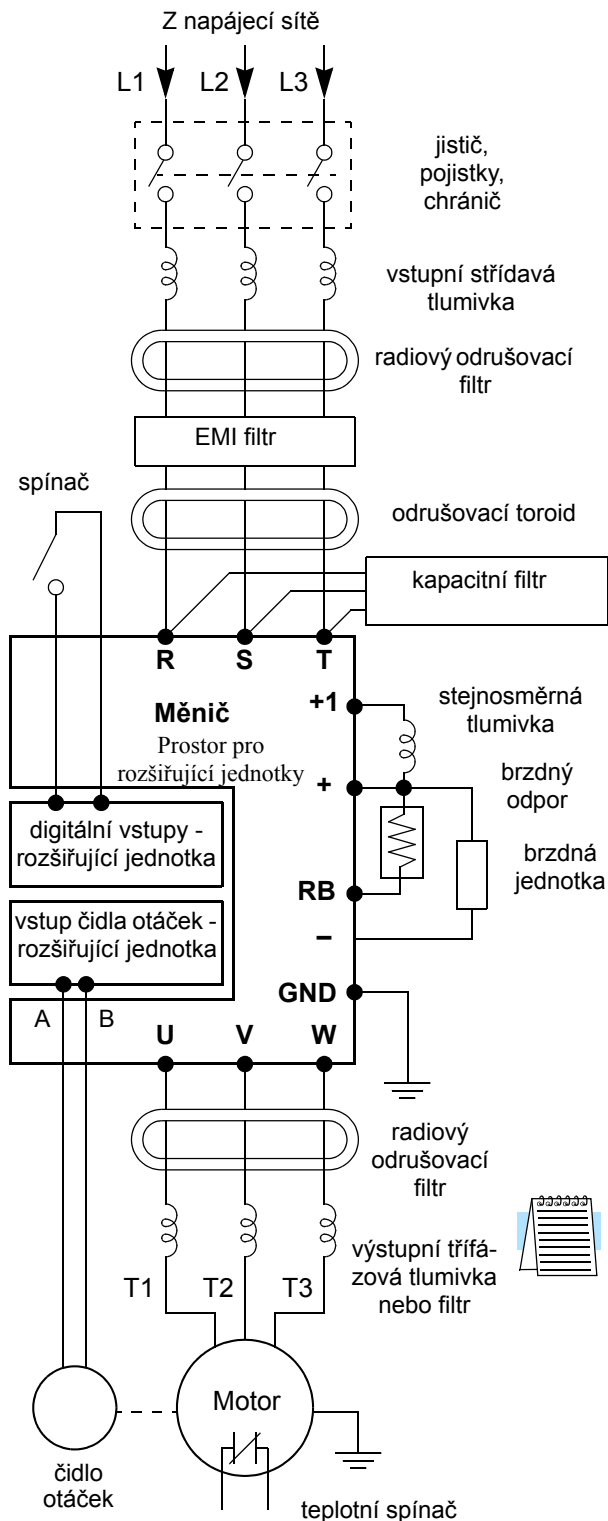 Z napájecí sítě
L1
L2
L3
jistič,
pojistky,
chránič
vstupní střídavá
tlumivka
radiový odrušovací
filtr
EMI filtr
spínač
odrušovací toroid
kapacitní filtr
R
S
T
Měnič
Prostor pro
rozšiřující jednotky
+1
stejnosměrná
tlumivka
+
brzdný
odpor
digitální vstupy -
rozšiřující jednotka
brzdná
jednotka
RB
vstup čidla otáček -
rozšiřující jednotka
–
GND
A
B
U
V
W
radiový
odrušovací
filtr
výstupní třífá-
zová tlumivka
nebo filtr
T1
T2
T3
Motor
čidlo
otáček
teplotní spínač